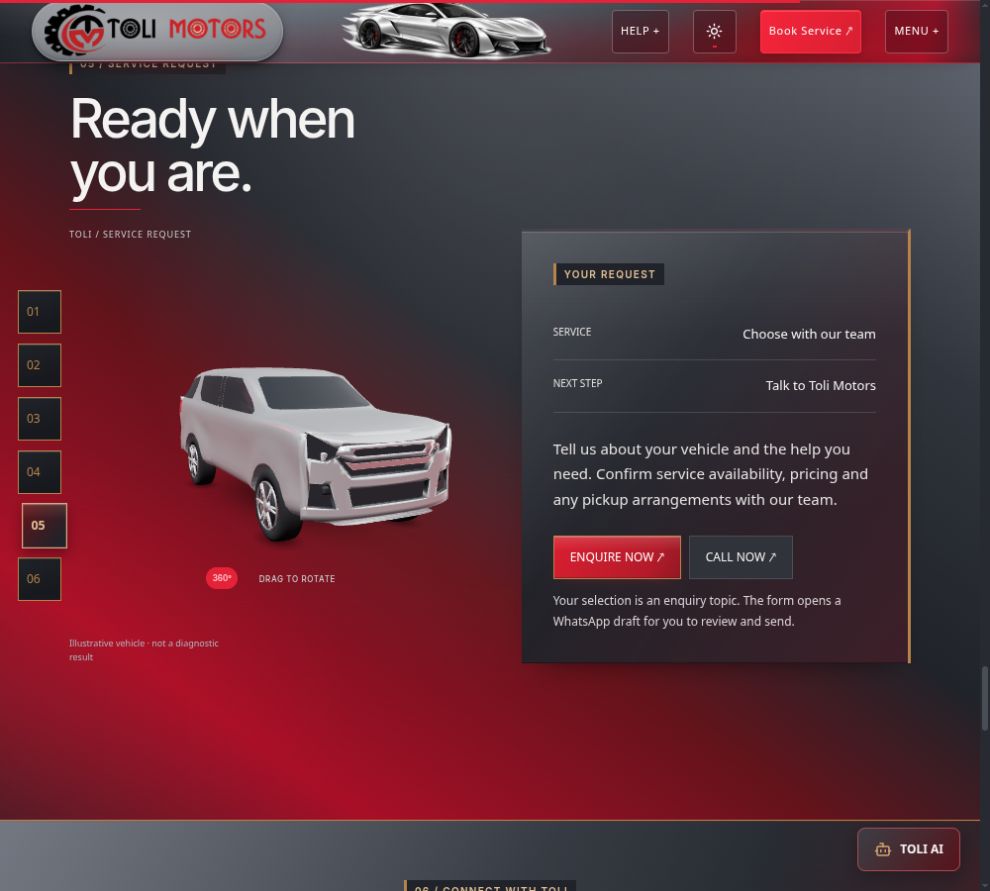 TOLI MOTORS
HELP +
Book Service ↗
MENU +
05 / SERVICE REQUEST
Ready when
you are.
TOLI / SERVICE REQUEST
01
02
03
04
05
06
360°
DRAG TO ROTATE
Illustrative vehicle · not a diagnostic
result
YOUR REQUEST
SERVICE
Choose with our team
NEXT STEP
Talk to Toli Motors
Tell us about your vehicle and the help you
need. Confirm service availability, pricing and
any pickup arrangements with our team.
ENQUIRE NOW ↗
CALL NOW ↗
Your selection is an enquiry topic. The form opens a
WhatsApp draft for you to review and send.
TOLI AI
06 / CONNECT WITH TOLI